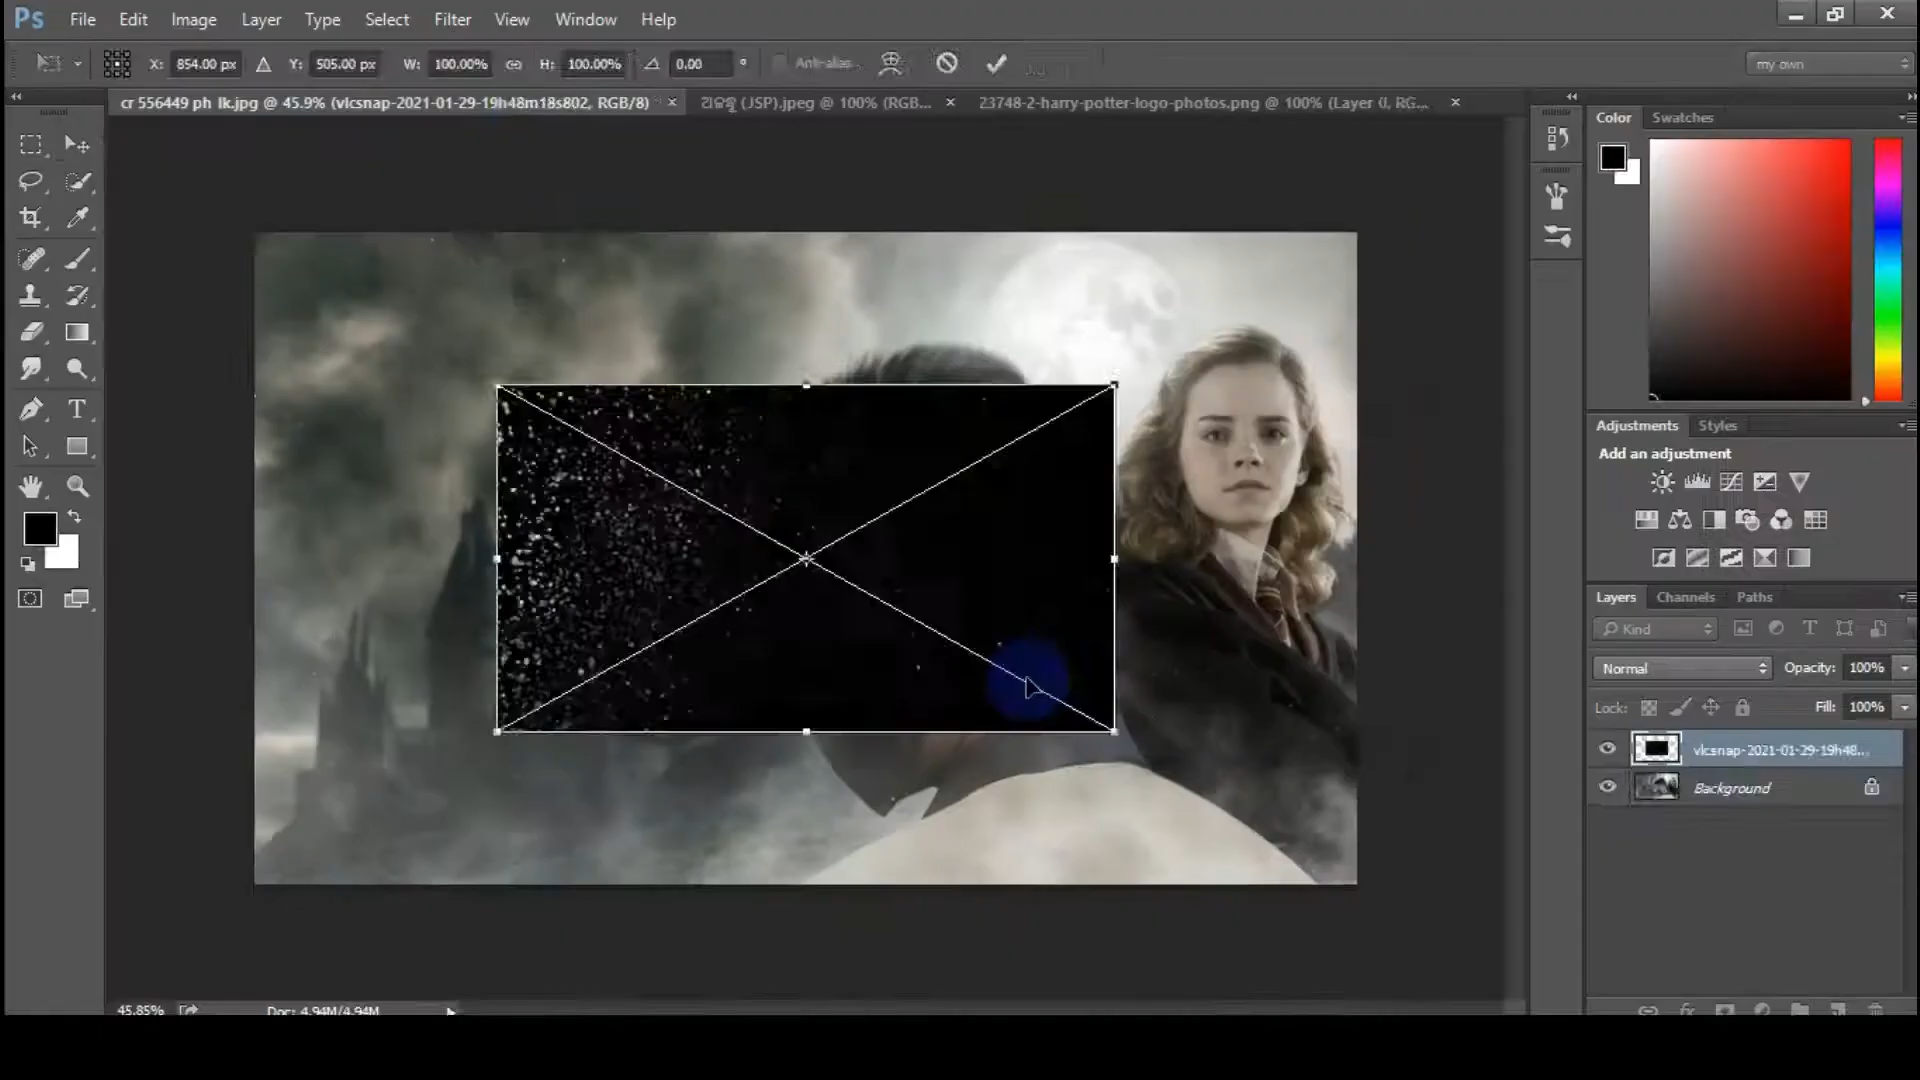 Ps File Edit Image Layer Type Select Filter View Window Help
X: 854.00 px Y: 505.00 px W: 100.00% H: 100.00% 0.00 ° Anti-alias... my own
cr 556449 ph lk.jpg @ 45.9% (vlcsnap-2021-01-29-19h48m18s802, RGB/8) × (JSP).jpeg @ 100% (RGB... × 23748-2-harry-potter-logo-photos.png @ 100% (Layer 0, RG... ×
Color Swatches
Adjustments Styles
Add an adjustment
Layers Channels Paths
Kind
Normal Opacity: 100%
Lock: Fill: 100%
vlcsnap-2021-01-29-19h48...
Background
45.85% Doc: 4.94M/4.94M